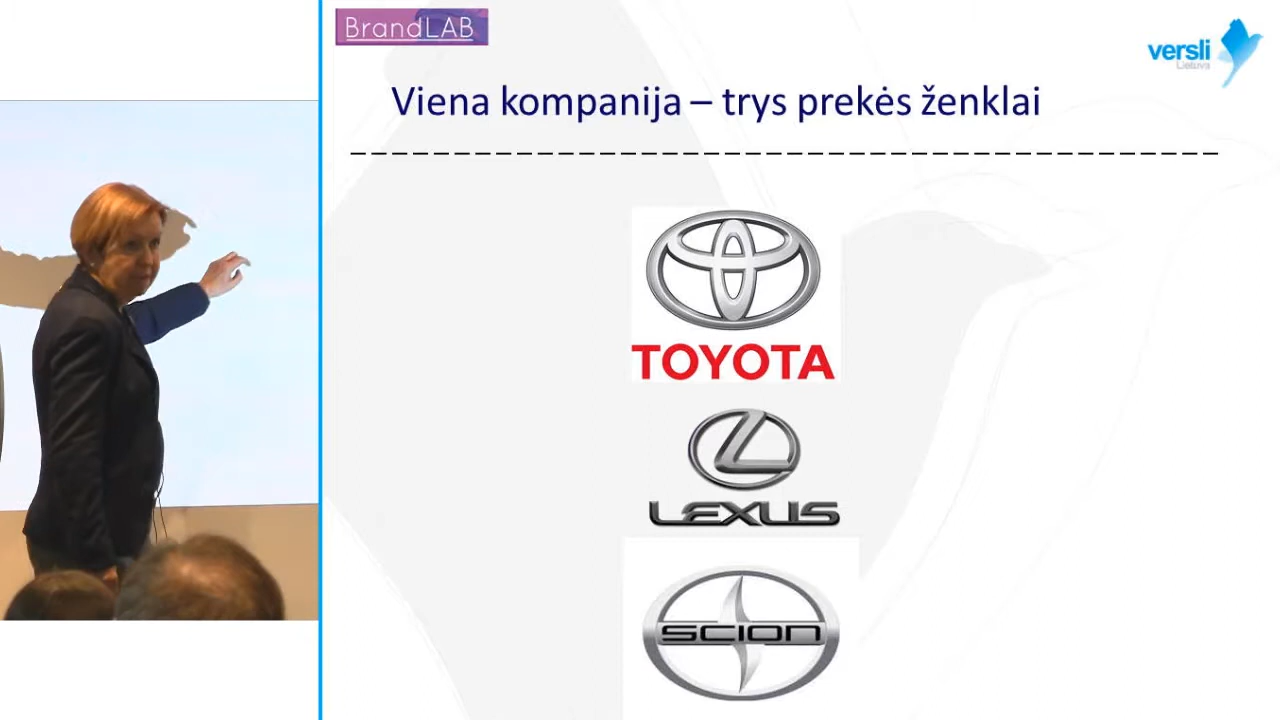 BrandLAB
versli
Lietuva
Viena kompanija – trys prekės ženklai
TOYOTA
LEXUS
SCION